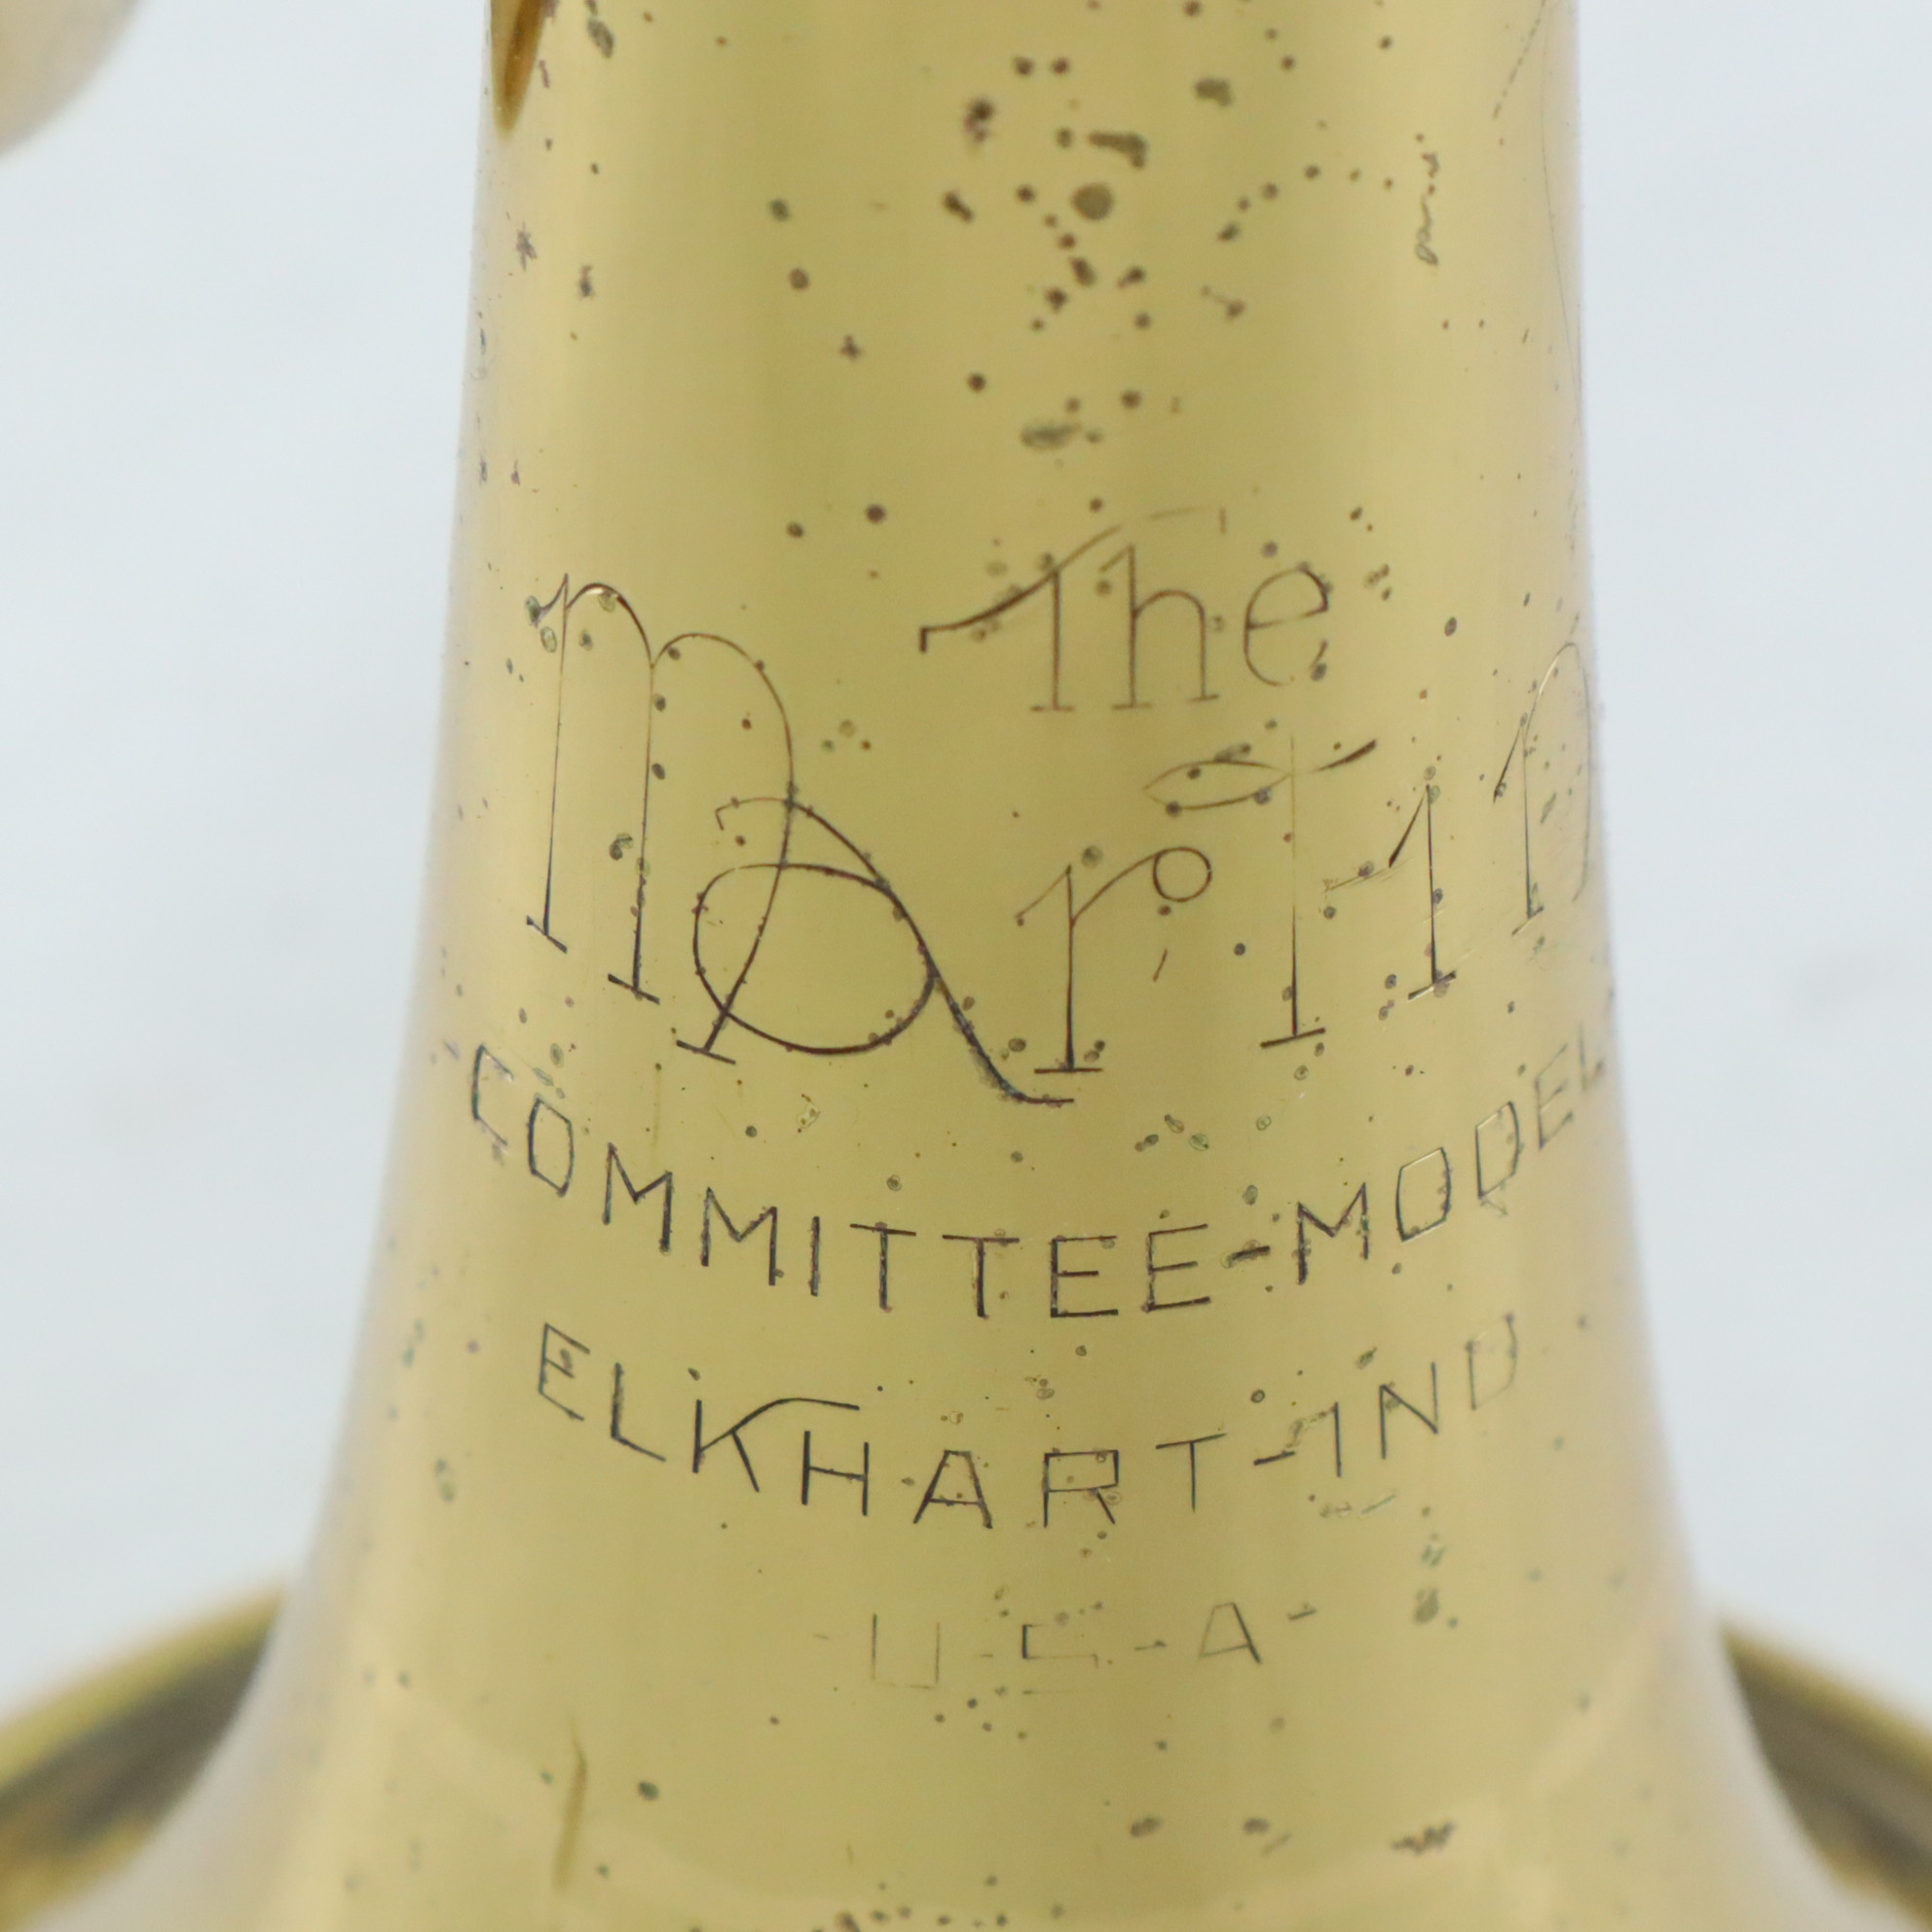 The
Martin
COMMITTEE-MODEL
ELKHART-IND
-U-S-A-